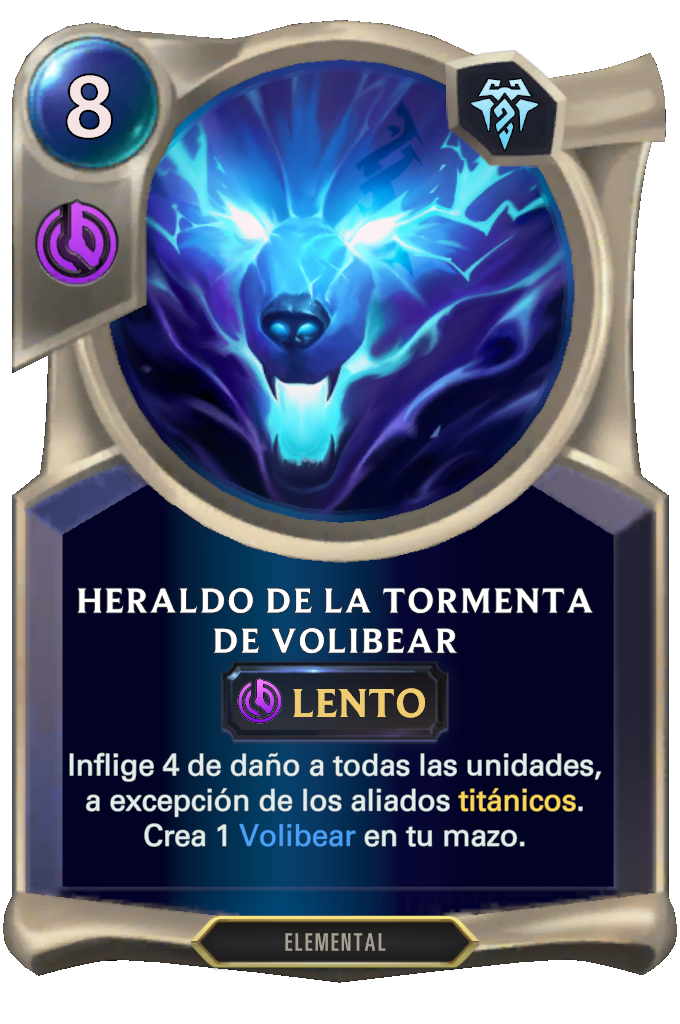 8
HERALDO DE LA TORMENTA
DE VOLIBEAR
LENTO
Inflige 4 de daño a todas las unidades,
a excepción de los aliados titánicos.
Crea 1 Volibear en tu mazo.
ELEMENTAL